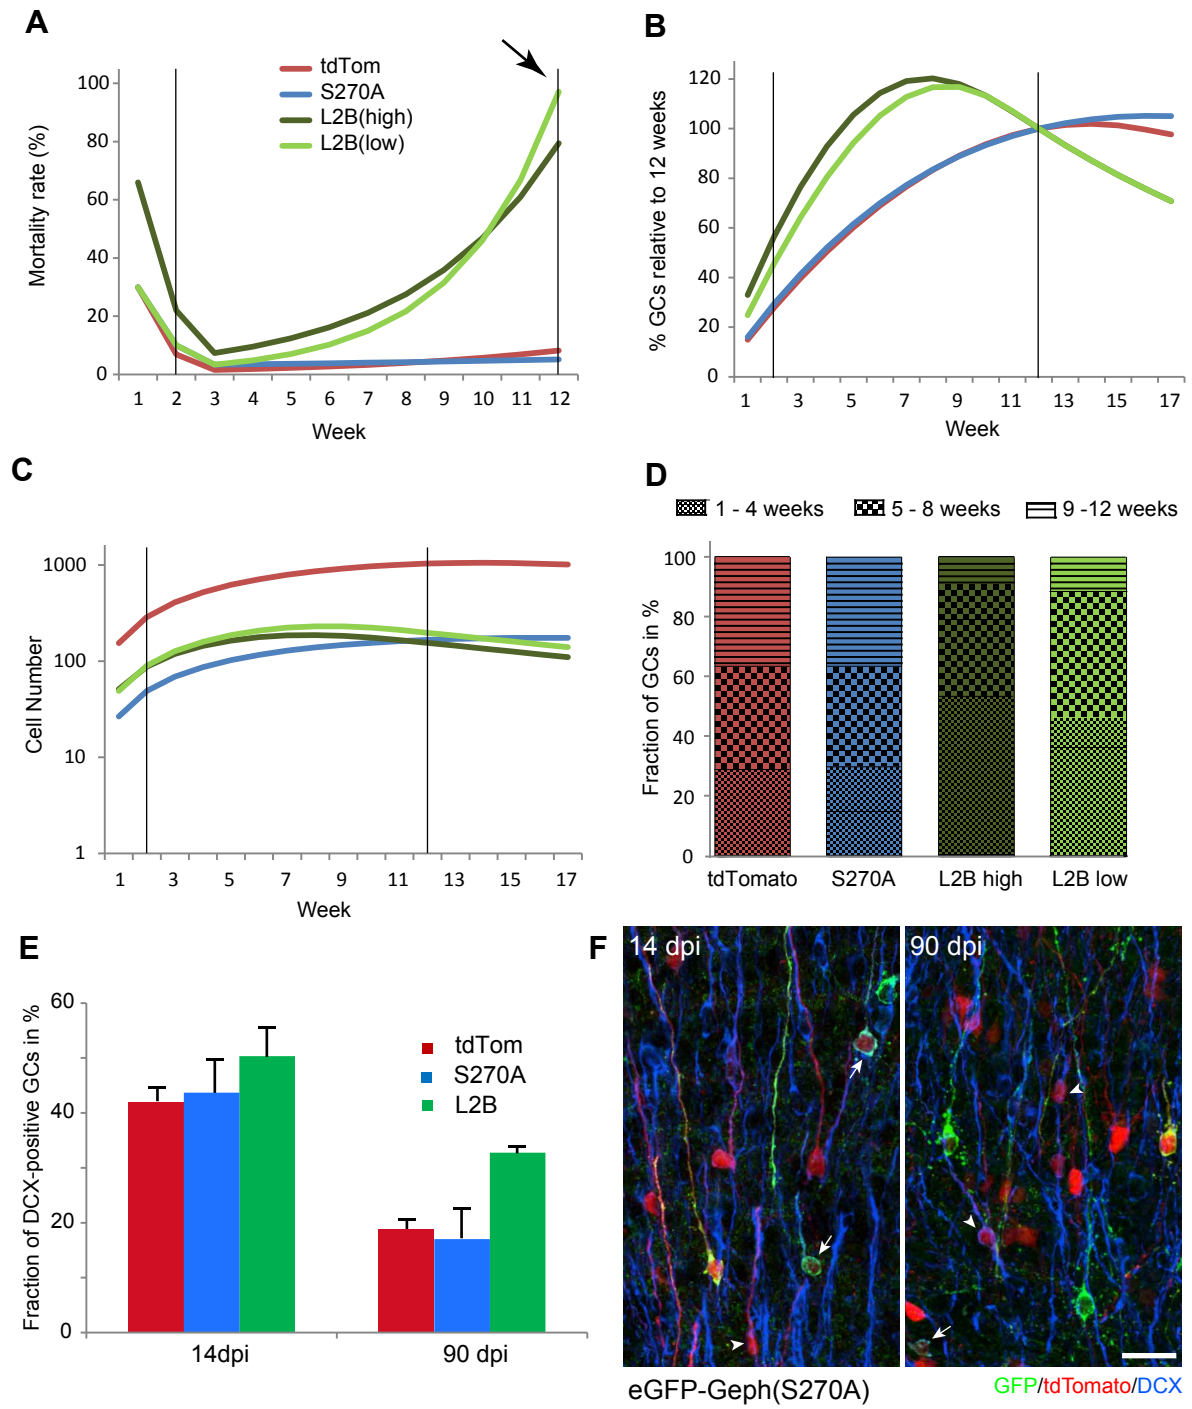 A
tdTom
S270A
L2B(high)
L2B(low)
Mortality rate (%)
100
80
60
40
20
0
1 2 3 4 5 6 7 8 9 10 11 12
Week
B
% GCs relative to 12 weeks
120
100
80
60
40
20
0
1 3 5 7 9 11 13 15 17
Week
C
Cell Number
1000
100
10
1
1 3 5 7 9 11 13 15 17
Week
D
1 - 4 weeks 5 - 8 weeks 9 -12 weeks
Fraction of GCs in %
100
80
60
40
20
0
tdTomato S270A L2B high L2B low
E
Fraction of DCX-positive GCs in %
60
40
20
0
tdTom
S270A
L2B
14dpi 90 dpi
F
14 dpi 90 dpi
eGFP-Geph(S270A) GFP/tdTomato/DCX